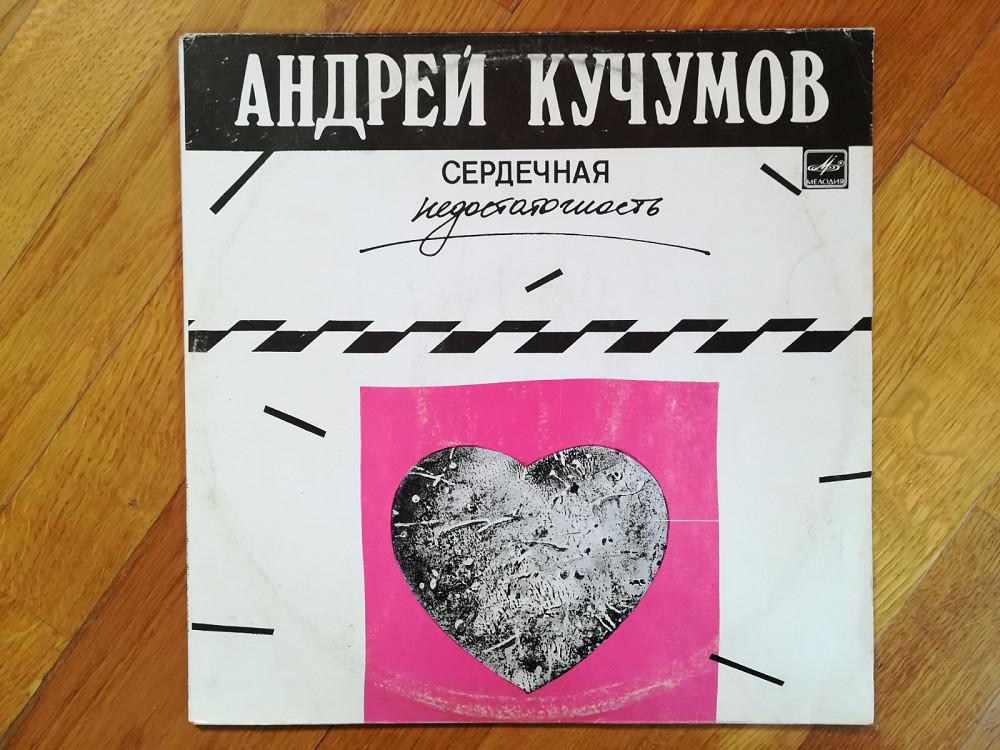 АНДРЕЙ КУЧУМОВ
СЕРДЕЧНАЯ
недостаточность
МЕЛОДИЯ